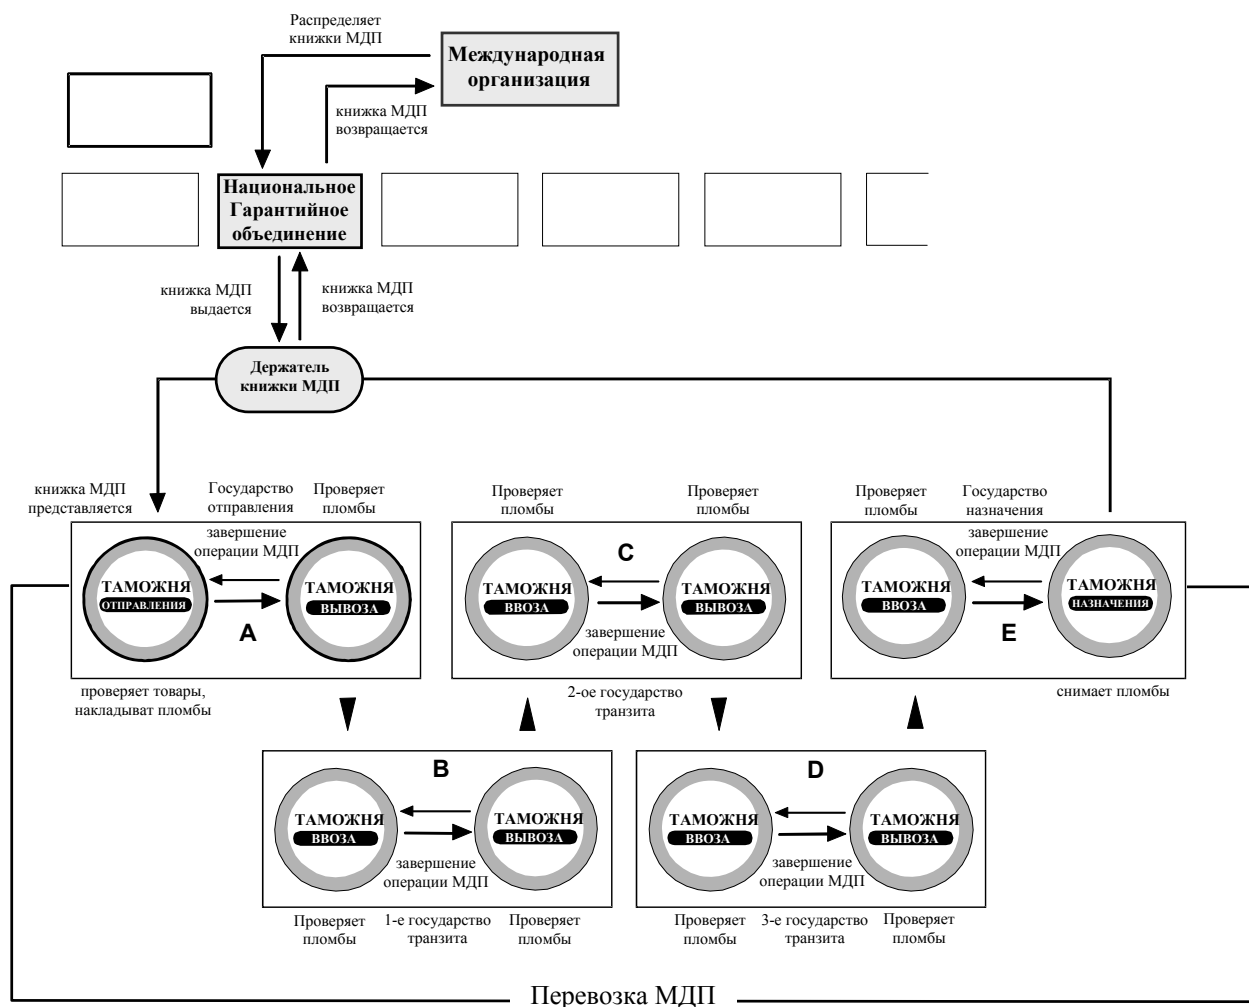 Распределяет
книжки МДП
Международная
организация
книжка МДП
возвращается
Национальное
Гарантийное
объединение
книжка МДП
выдается
книжка МДП
возвращается
Держатель
книжки МДП
книжка МДП
представляется
Государство
отправления
Проверяет
пломбы
завершение
операции МДП
ТАМОЖНЯ
ОТПРАВЛЕНИЯ
ТАМОЖНЯ
ВЫВОЗА
A
проверяет товары,
накладыват пломбы
Проверяет
пломбы
Проверяет
пломбы
C
ТАМОЖНЯ
ВВОЗА
ТАМОЖНЯ
ВЫВОЗА
завершение
операции МДП
2-ое государство
транзита
Проверяет
пломбы
Государство
назначения
завершение
операции МДП
ТАМОЖНЯ
ВВОЗА
ТАМОЖНЯ
НАЗНАЧЕНИЯ
E
снимает пломбы
B
ТАМОЖНЯ
ВВОЗА
ТАМОЖНЯ
ВЫВОЗА
завершение
операции МДП
Проверяет
пломбы
1-е государство
транзита
Проверяет
пломбы
D
ТАМОЖНЯ
ВВОЗА
ТАМОЖНЯ
ВЫВОЗА
завершение
операции МДП
Проверяет
пломбы
3-е государство
транзита
Проверяет
пломбы
Перевозка МДП